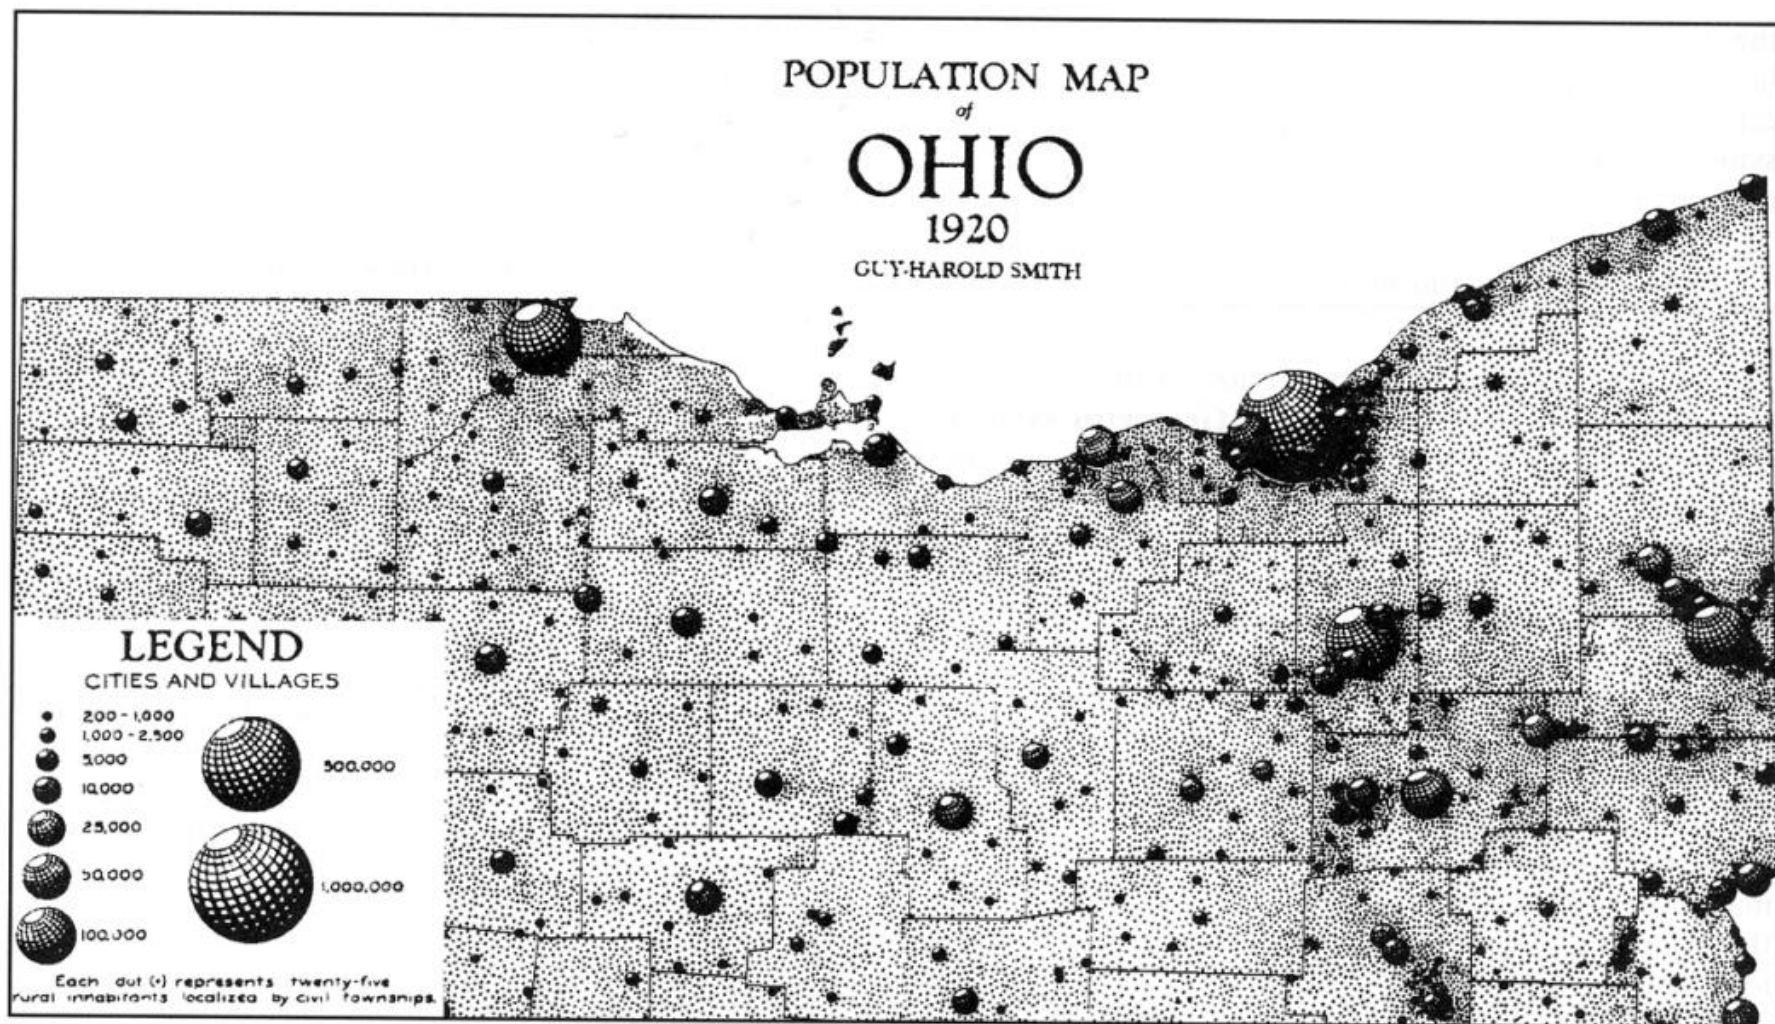 POPULATION MAP
of
OHIO
1920
GUY-HAROLD SMITH
LEGEND
CITIES AND VILLAGES
200 - 1,000
1,000 - 2,500
5,000
10,000
25,000
50,000
100,000
500,000
1,000,000
Each dot (•) represents twenty-five
rural inhabitants localized by civil townships.